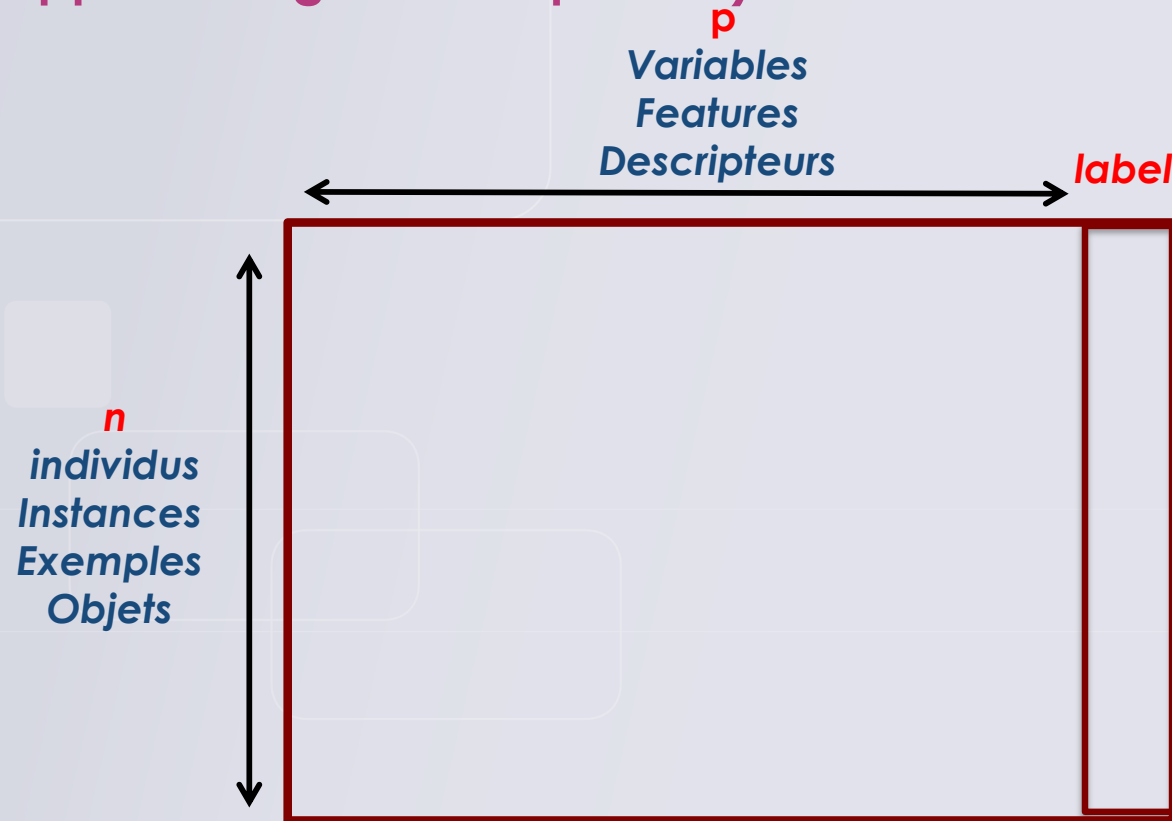 p
Variables
Features
Descripteurs
label
n
individus
Instances
Exemples
Objets